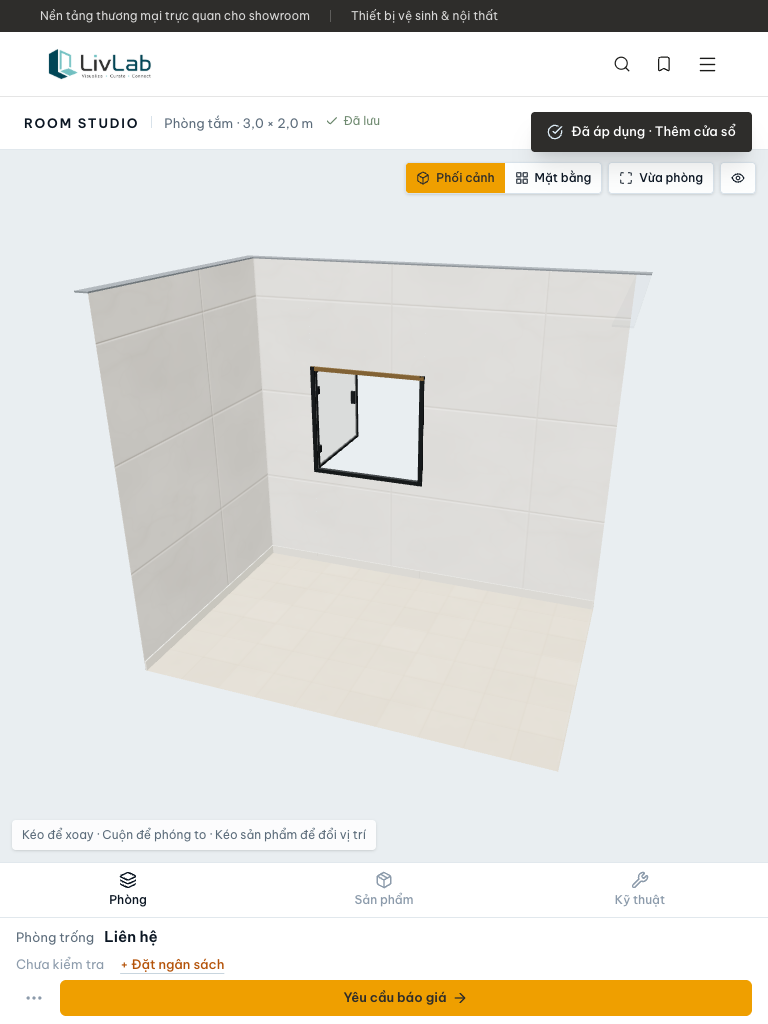 Nền tảng thương mại trực quan cho showroom
Thiết bị vệ sinh & nội thất
LivLab
Visualize · Curate · Connect
ROOM STUDIO
Phòng tắm · 3,0 × 2,0 m
Đã lưu
Đã áp dụng · Thêm cửa sổ
Phối cảnh
Mặt bằng
Vừa phòng
Kéo để xoay · Cuộn để phóng to · Kéo sản phẩm để đổi vị trí
Phòng
Sản phẩm
Kỹ thuật
Phòng trống Liên hệ
Chưa kiểm tra + Đặt ngân sách
Yêu cầu báo giá